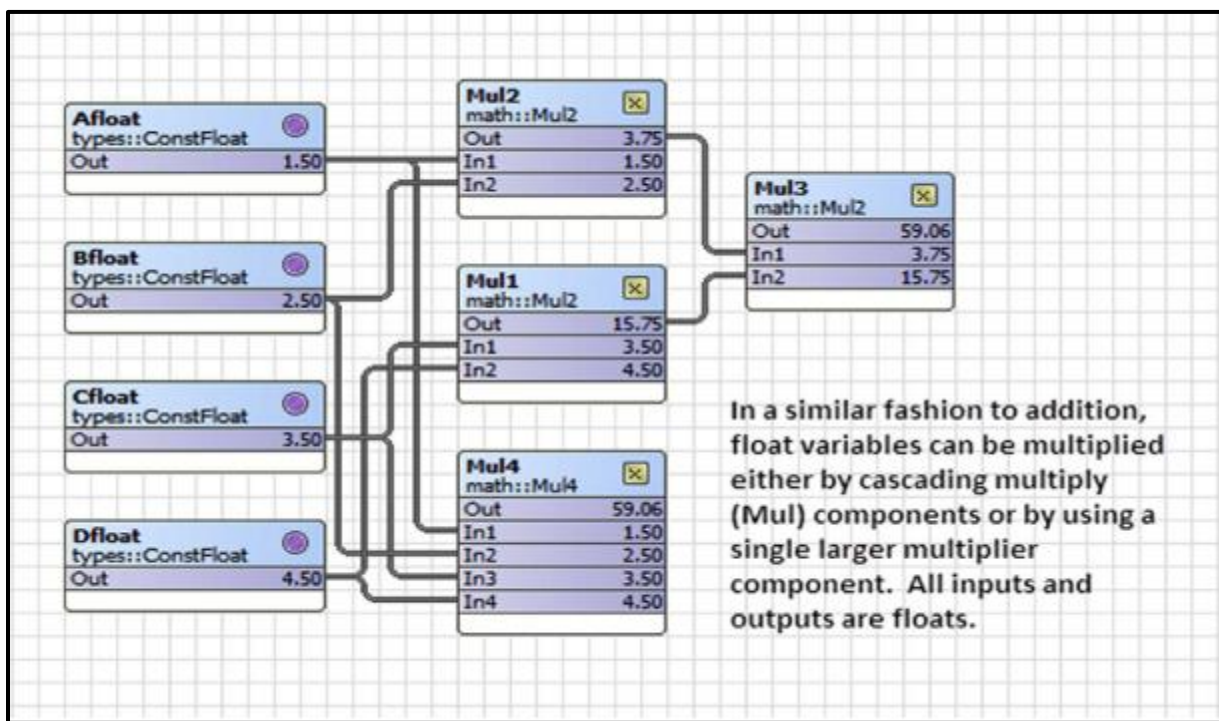 Afloat
types::ConstFloat
Out 1.50
Bfloat
types::ConstFloat
Out 2.50
Cfloat
types::ConstFloat
Out 3.50
Dfloat
types::ConstFloat
Out 4.50
Mul2
math::Mul2
Out 3.75
In1 1.50
In2 2.50
Mul1
math::Mul2
Out 15.75
In1 3.50
In2 4.50
Mul4
math::Mul4
Out 59.06
In1 1.50
In2 2.50
In3 3.50
In4 4.50
Mul3
math::Mul2
Out 59.06
In1 3.75
In2 15.75
In a similar fashion to addition,
float variables can be multiplied
either by cascading multiply
(Mul) components or by using a
single larger multiplier
component. All inputs and
outputs are floats.